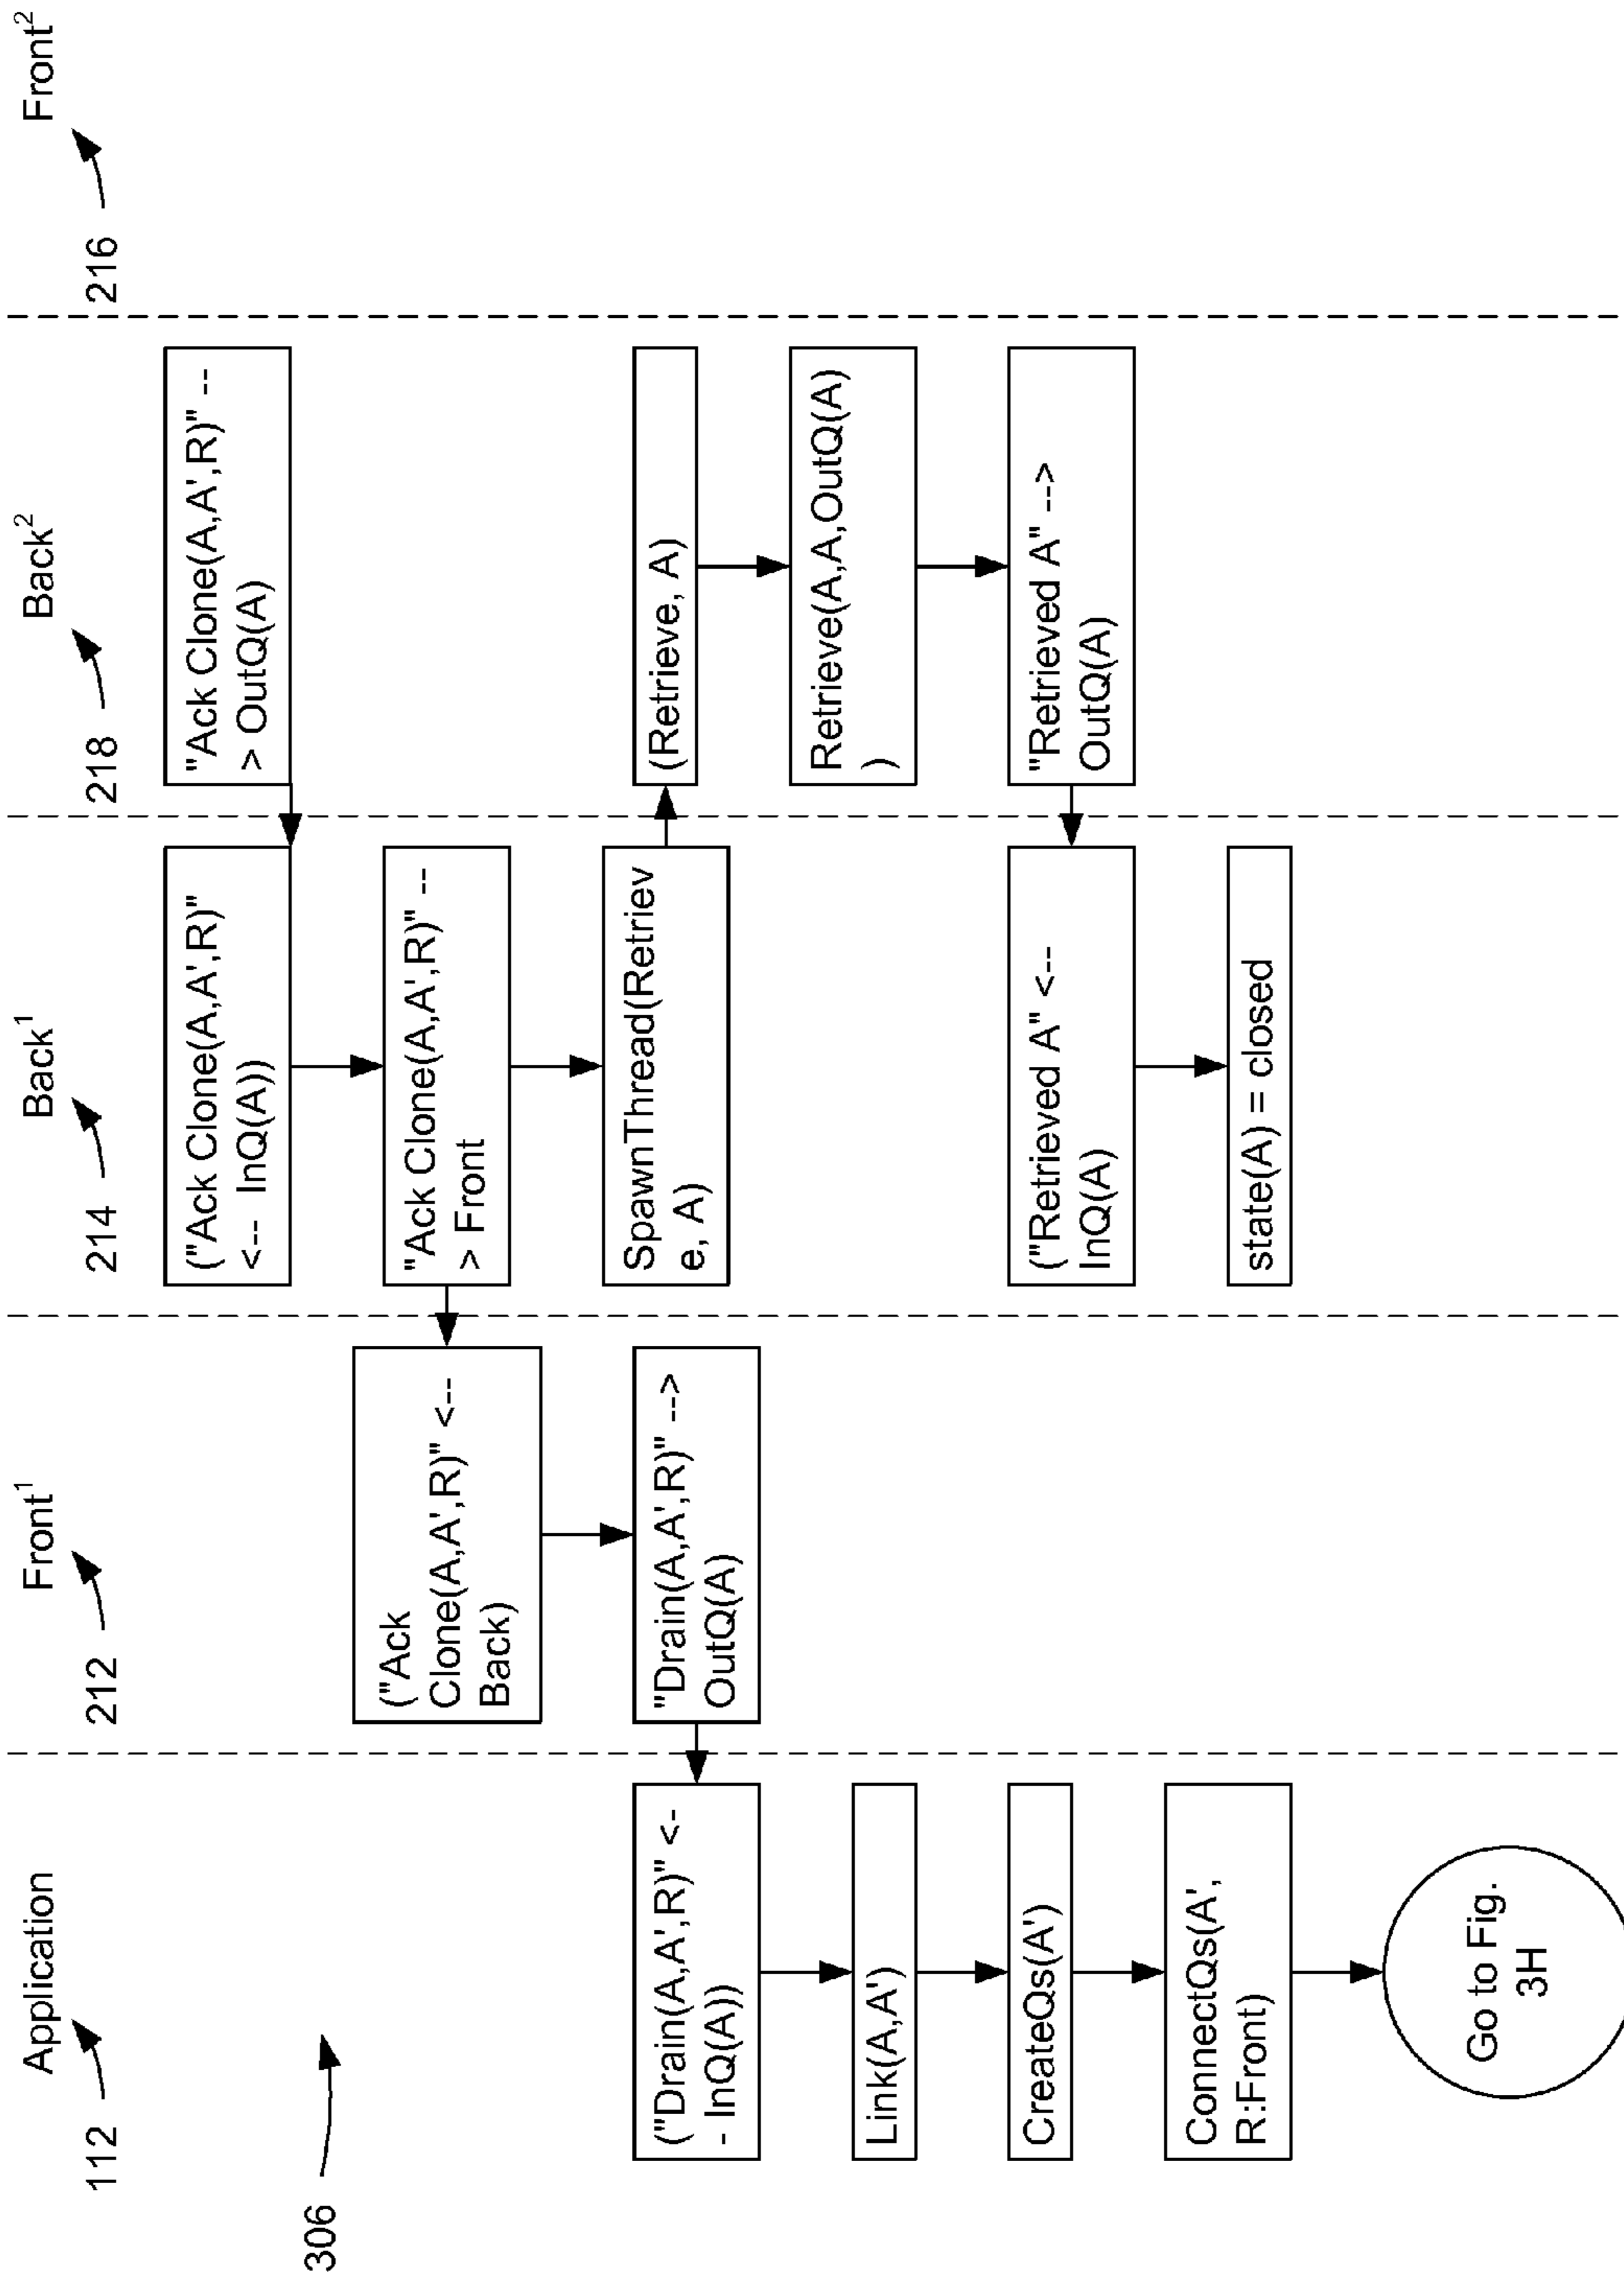 Application
Front1
Back1
Back2
Front2
112
212
214
218
216
306
("Ack Clone(A,A',R)"
<-- InQ(A))
"Ack Clone(A,A',R)" --
> OutQ(A)
("Ack
Clone(A,A',R)" <--
Back)
"Ack Clone(A,A',R)" --
> Front
("Drain(A,A',R)" <-
- InQ(A))
"Drain(A,A',R)" -->
OutQ(A)
SpawnThread(Retriev
e, A)
(Retrieve, A)
Link(A,A')
Retrieve(A,A,OutQ(A)
)
CreateQs(A')
("Retrieved A" <--
InQ(A)
"Retrieved A" -->
OutQ(A)
ConnectQs(A',
R:Front)
state(A) = closed
Go to Fig.
3H